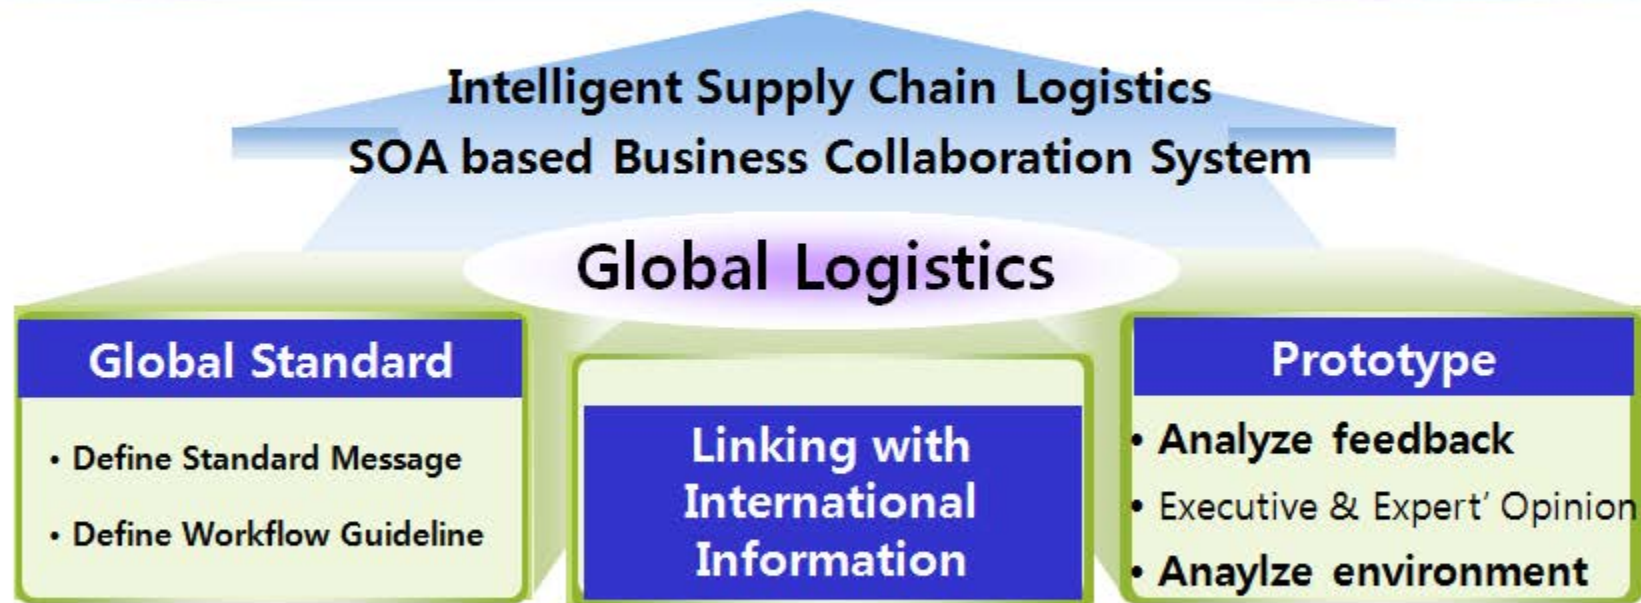 Intelligent Supply Chain Logistics
SOA based Business Collaboration System
Global Logistics
Global Standard
• Define Standard Message
• Define Workflow Guideline
Linking with
International
Information
Prototype
• Analyze feedback
• Executive & Expert’ Opinion
• Anaylze environment